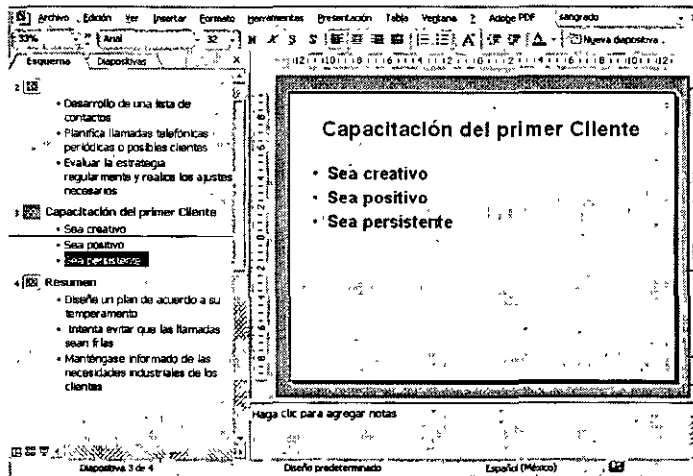 Archivo Edición Ver Insertar Formato Herramientas Presentación Tabla Ventana ? Adobe PDF sangrado
33% Arial 32 N K S S Nueva diapositiva
Esquema Diapositivas
2
• Desarrollo de una lista de
contactos
• Planifica llamadas telefónicas
periódicas o posibles clientes
• Evaluar la estrategia
regularmente y realice los ajustes
necesarios
3 Capacitación del primer Cliente
• Sea creativo
• Sea positivo
• Sea persistente
4 Resumen
• Diseñe un plan de acuerdo a su
temperamento
• Intenta evitar que las llamadas
sean frías
• Manténgase informado de las
necesidades industriales de los
clientes
Capacitación del primer Cliente
• Sea creativo
• Sea positivo
• Sea persistente
Haga clic para agregar notas
Diapositiva 3 de 4 Diseño predeterminado Español (México)